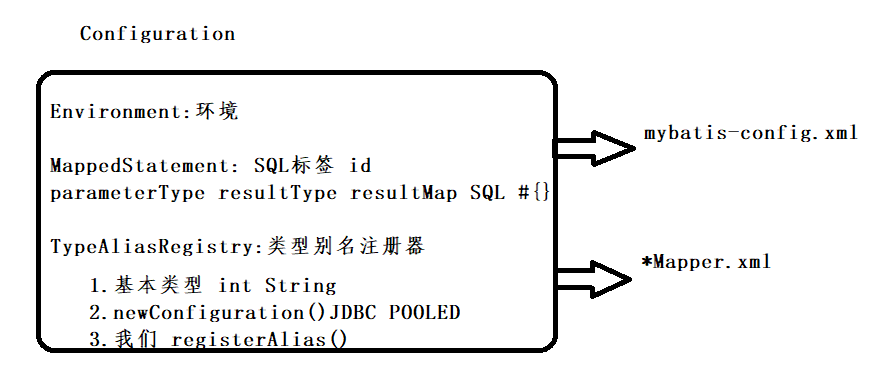 Configuration
Environment:环境
mybatis-config.xml
MappedStatement: SQL标签 id
parameterType resultType resultMap SQL #{}
TypeAliasRegistry:类型别名注册器
*Mapper.xml
1.基本类型 int String
2.newConfiguration()JDBC POOLED
3.我们 registerAlias()